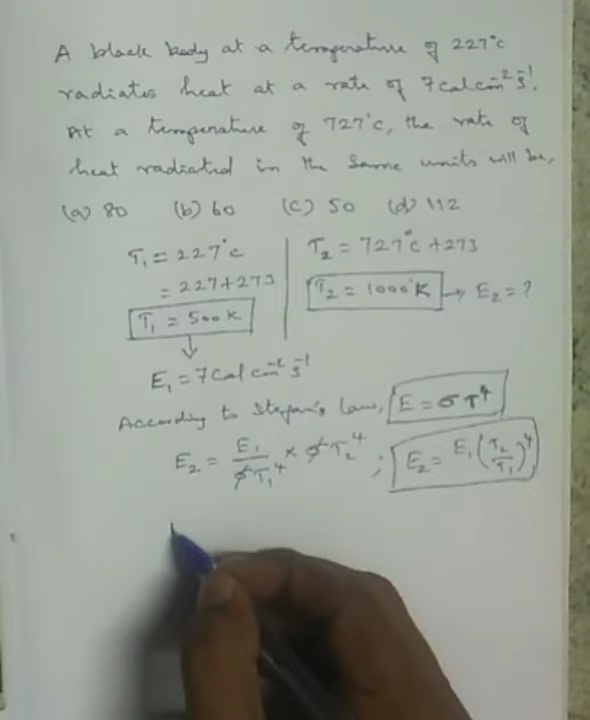 A black body at a temperature of 227°C
radiates heat at a rate of 7 Cal cm⁻² s⁻¹.
At a temperature of 727°C, the rate of
heat radiated in the same units will be,
(a) 80 (b) 60 (c) 50 (d) 112
T₁ = 227°C
= 227+273
T₁ = 500K
T₂ = 727°C +273
T₂ = 1000°K → E₂ = ?
E₁ = 7 Cal cm⁻² s⁻¹
According to Stefan's law, E = σT⁴
E₂ = E₁/σT₁⁴ × σT₂⁴ ; E₂ = E₁(T₂/T₁)⁴